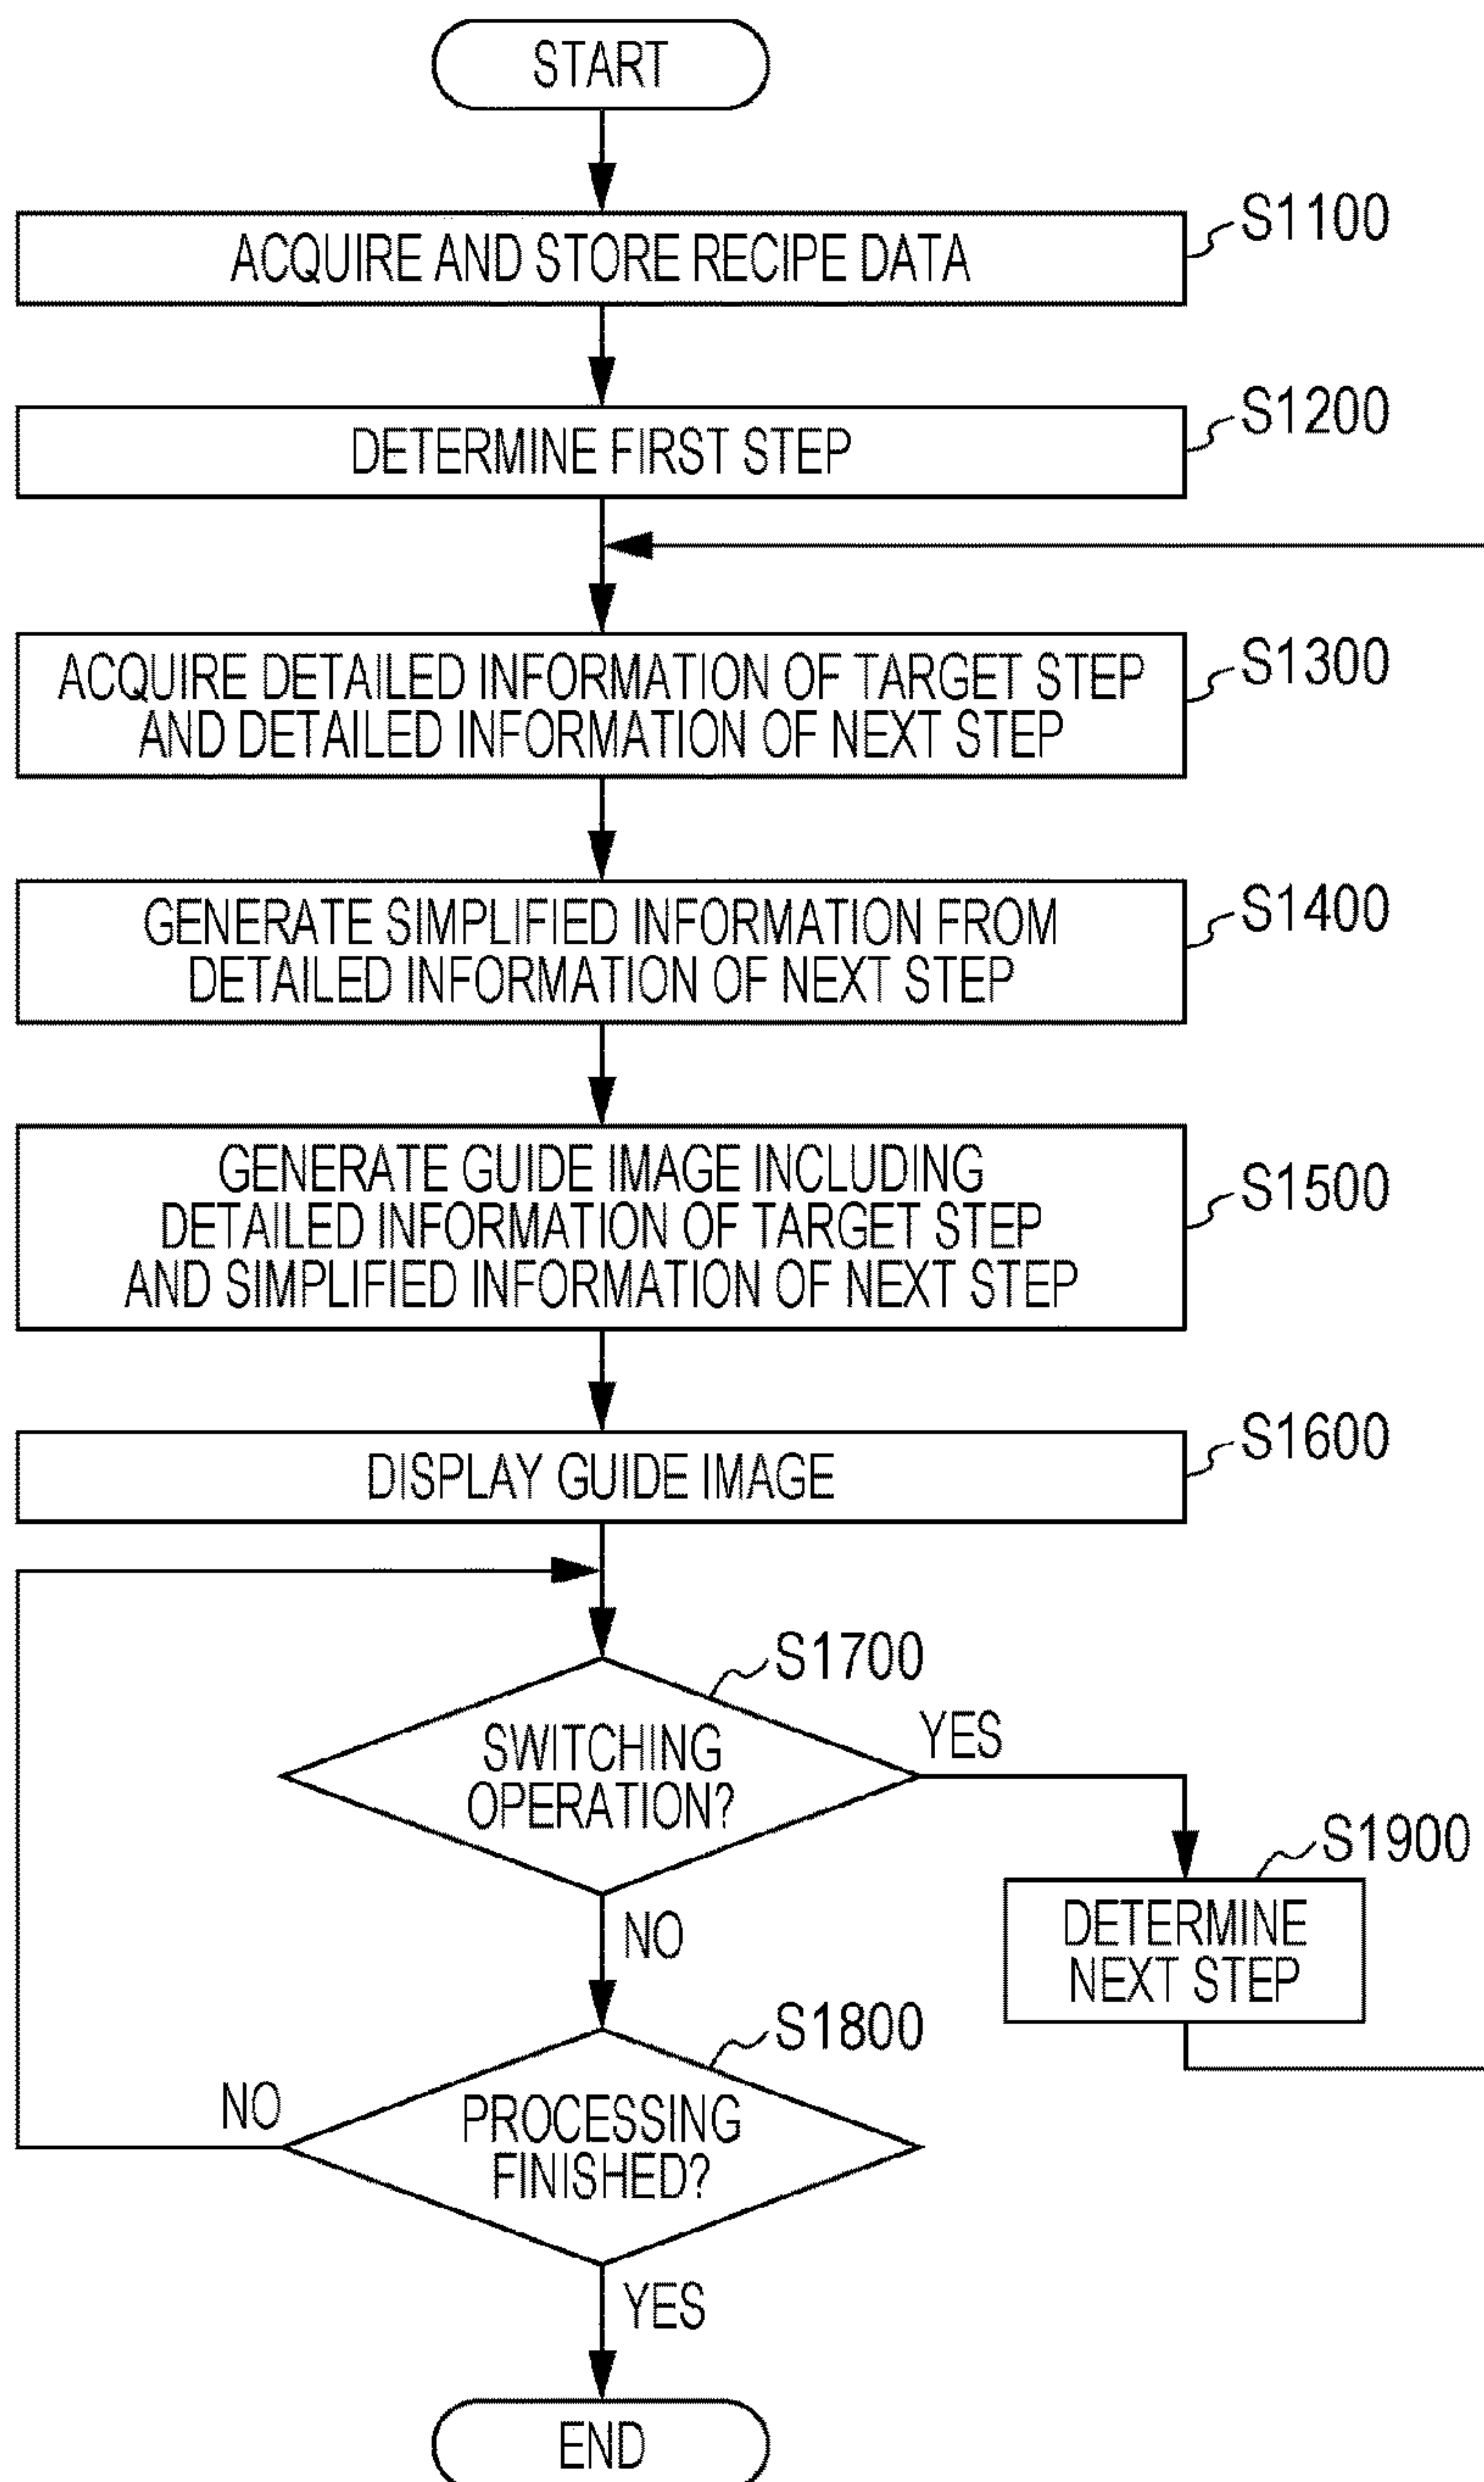 START
ACQUIRE AND STORE RECIPE DATA
S1100
DETERMINE FIRST STEP
S1200
ACQUIRE DETAILED INFORMATION OF TARGET STEP
AND DETAILED INFORMATION OF NEXT STEP
S1300
GENERATE SIMPLIFIED INFORMATION FROM
DETAILED INFORMATION OF NEXT STEP
S1400
GENERATE GUIDE IMAGE INCLUDING
DETAILED INFORMATION OF TARGET STEP
AND SIMPLIFIED INFORMATION OF NEXT STEP
S1500
DISPLAY GUIDE IMAGE
S1600
SWITCHING
OPERATION?
S1700
YES
NO
DETERMINE
NEXT STEP
S1900
PROCESSING
FINISHED?
S1800
NO
YES
END